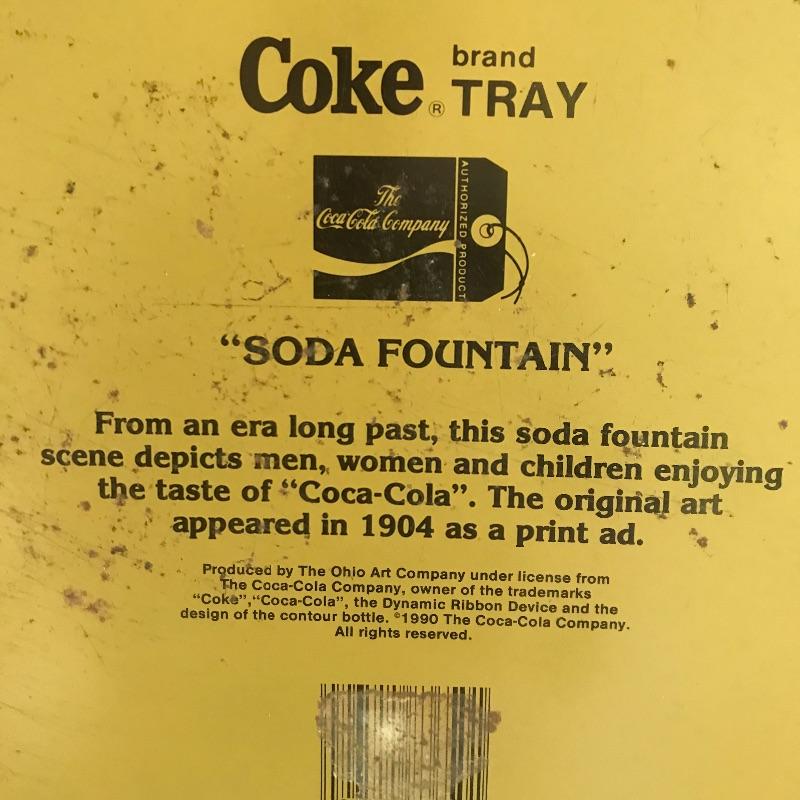 Coke® brand
TRAY
The
Coca-Cola Company
AUTHORIZED PRODUCT
“SODA FOUNTAIN”
From an era long past, this soda fountain
scene depicts men, women and children enjoying
the taste of “Coca-Cola”. The original art
appeared in 1904 as a print ad.
Produced by The Ohio Art Company under license from
The Coca-Cola Company, owner of the trademarks
“Coke”,“Coca-Cola”, the Dynamic Ribbon Device and the
design of the contour bottle. ©1990 The Coca-Cola Company.
All rights reserved.